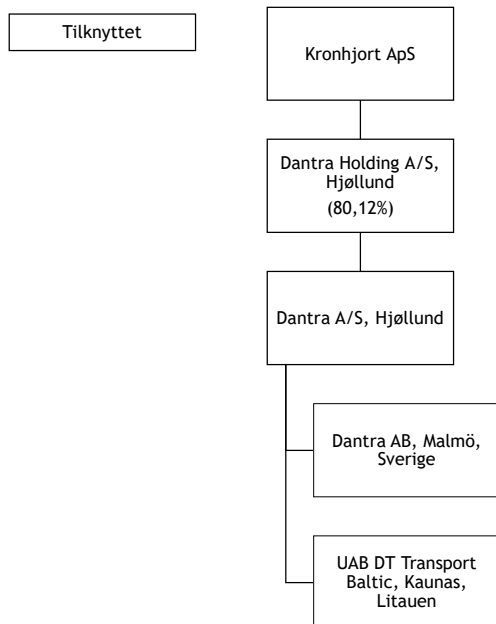 Tilknyttet
Kronhjort ApS
Dantra Holding A/S,
Hjøllund
(80,12%)
Dantra A/S, Hjøllund
Dantra AB, Malmö,
Sverige
UAB DT Transport
Baltic, Kaunas,
Litauen